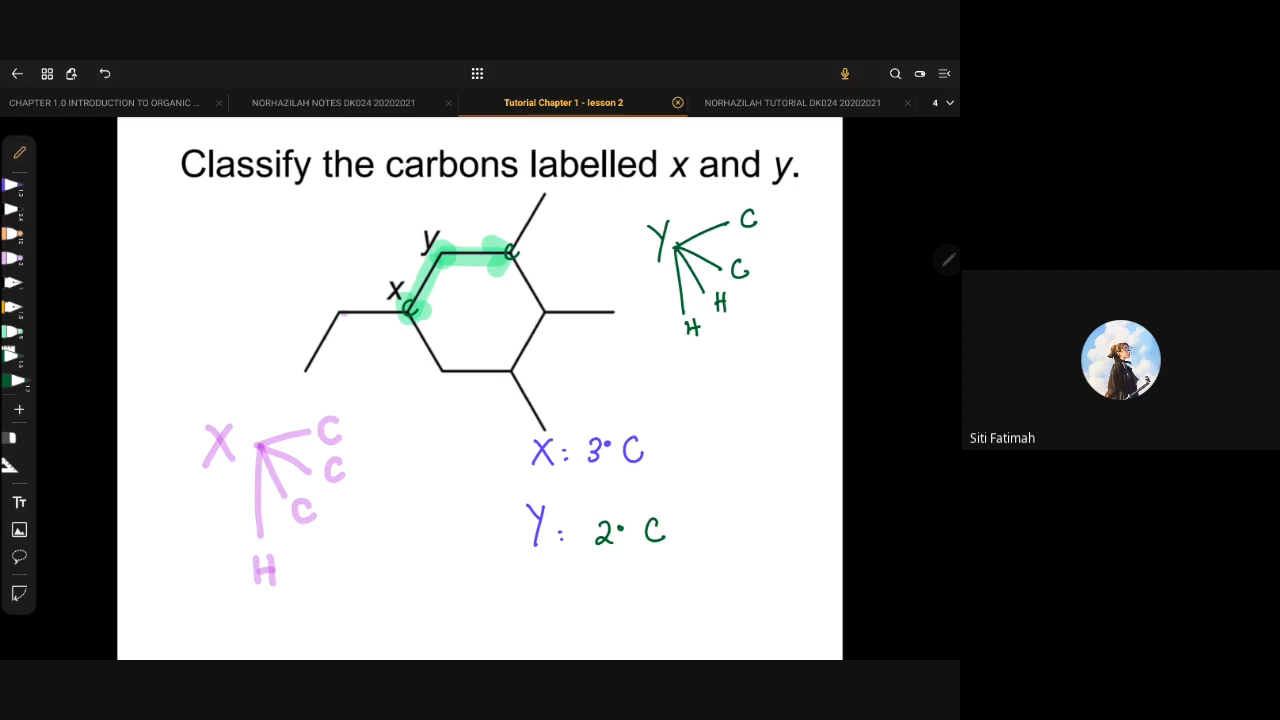 CHAPTER 1.0 INTRODUCTION TO ORGANIC ...
NORHAZILAH NOTES DK024 20202021
Tutorial Chapter 1 - lesson 2
NORHAZILAH TUTORIAL DK024 20202021
4
Classify the carbons labelled x and y.
y
C
x
C
Y
C
C
H
H
X
C
C
C
H
X: 3° C
Y: 2° C
Tт
Siti Fatimah